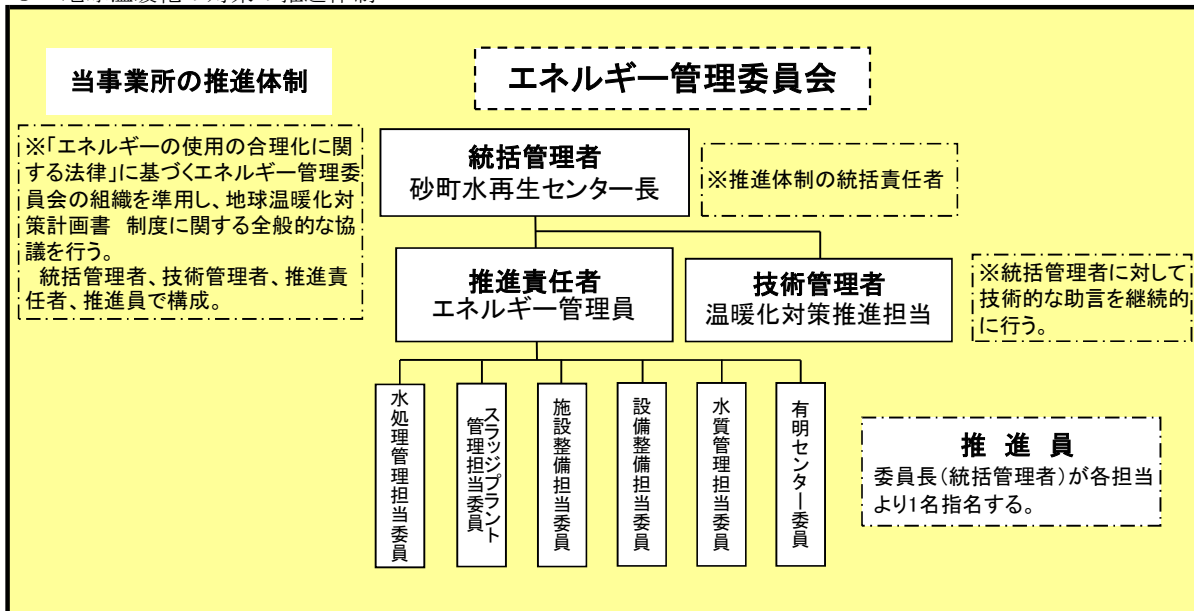 当事業所の推進体制
エネルギー管理委員会
※「エネルギーの使用の合理化に関
する法律」に基づくエネルギー管理委
員会の組織を準用し、地球温暖化対
策計画書 制度に関する全般的な協
議を行う。
統括管理者、技術管理者、推進責
任者、推進員で構成。
統括管理者
砂町水再生センター長
※推進体制の統括責任者
推進責任者
エネルギー管理員
技術管理者
温暖化対策推進担当
※統括管理者に対して
技術的な助言を継続的
に行う。
水処理管理担当委員
スラッジプラント
管理担当委員
施設整備担当委員
設備整備担当委員
水質管理担当委員
有明センター委員
推 進 員
委員長(統括管理者)が各担当
より1名指名する。